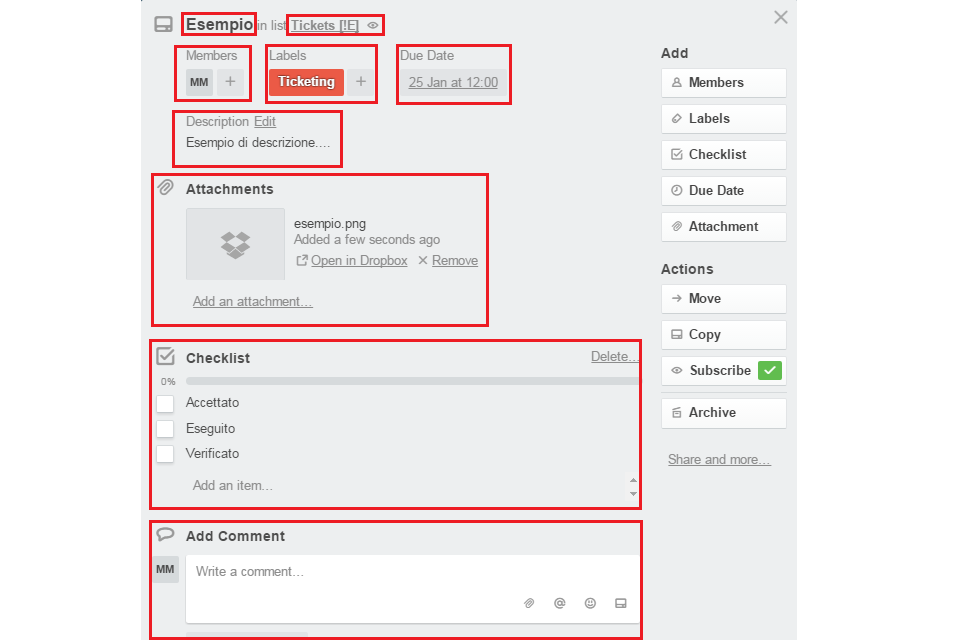 Esempio in list Tickets [!E]
Members
MM +
Labels
Ticketing +
Due Date
25 Jan at 12:00
Description Edit
Esempio di descrizione....
Attachments
esempio.png
Added a few seconds ago
Open in Dropbox Remove
Add an attachment...
Checklist Delete...
0%
Accettato
Eseguito
Verificato
Add an item...
Add Comment
MM
Write a comment...
@
Add
Members
Labels
Checklist
Due Date
Attachment
Actions
Move
Copy
Subscribe
Archive
Share and more...